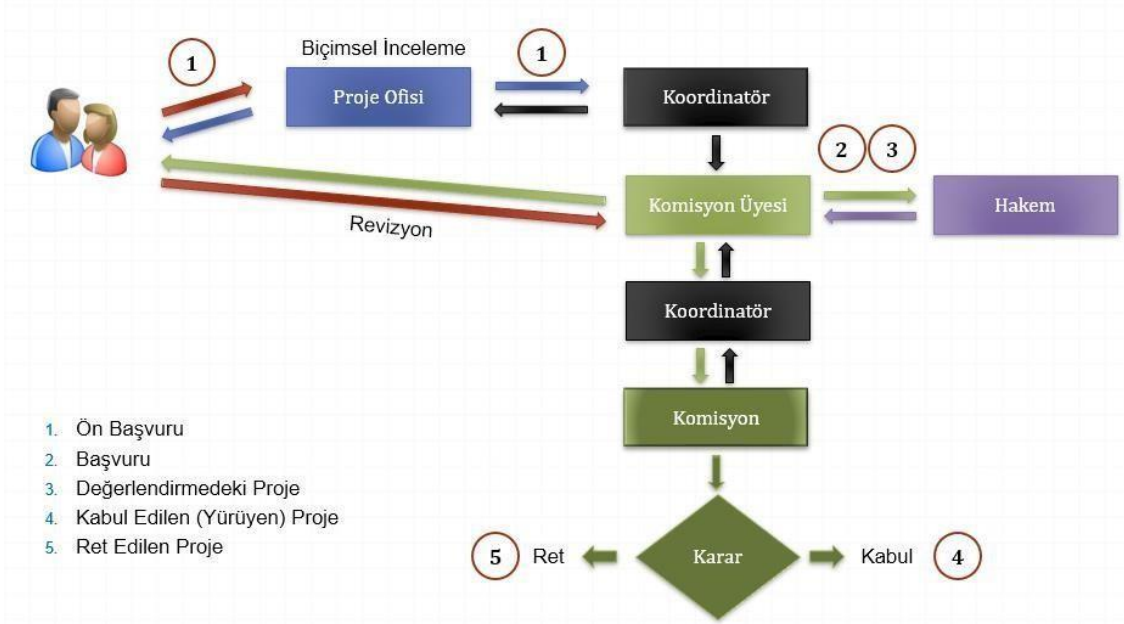 Biçimsel İnceleme
1
1
Proje Ofisi
Koordinatör
2
3
Komisyon Üyesi
Hakem
Revizyon
Koordinatör
Komisyon
1. Ön Başvuru
2. Başvuru
3. Değerlendirmedeki Proje
4. Kabul Edilen (Yürüyen) Proje
5. Ret Edilen Proje
5
Ret
Karar
Kabul
4